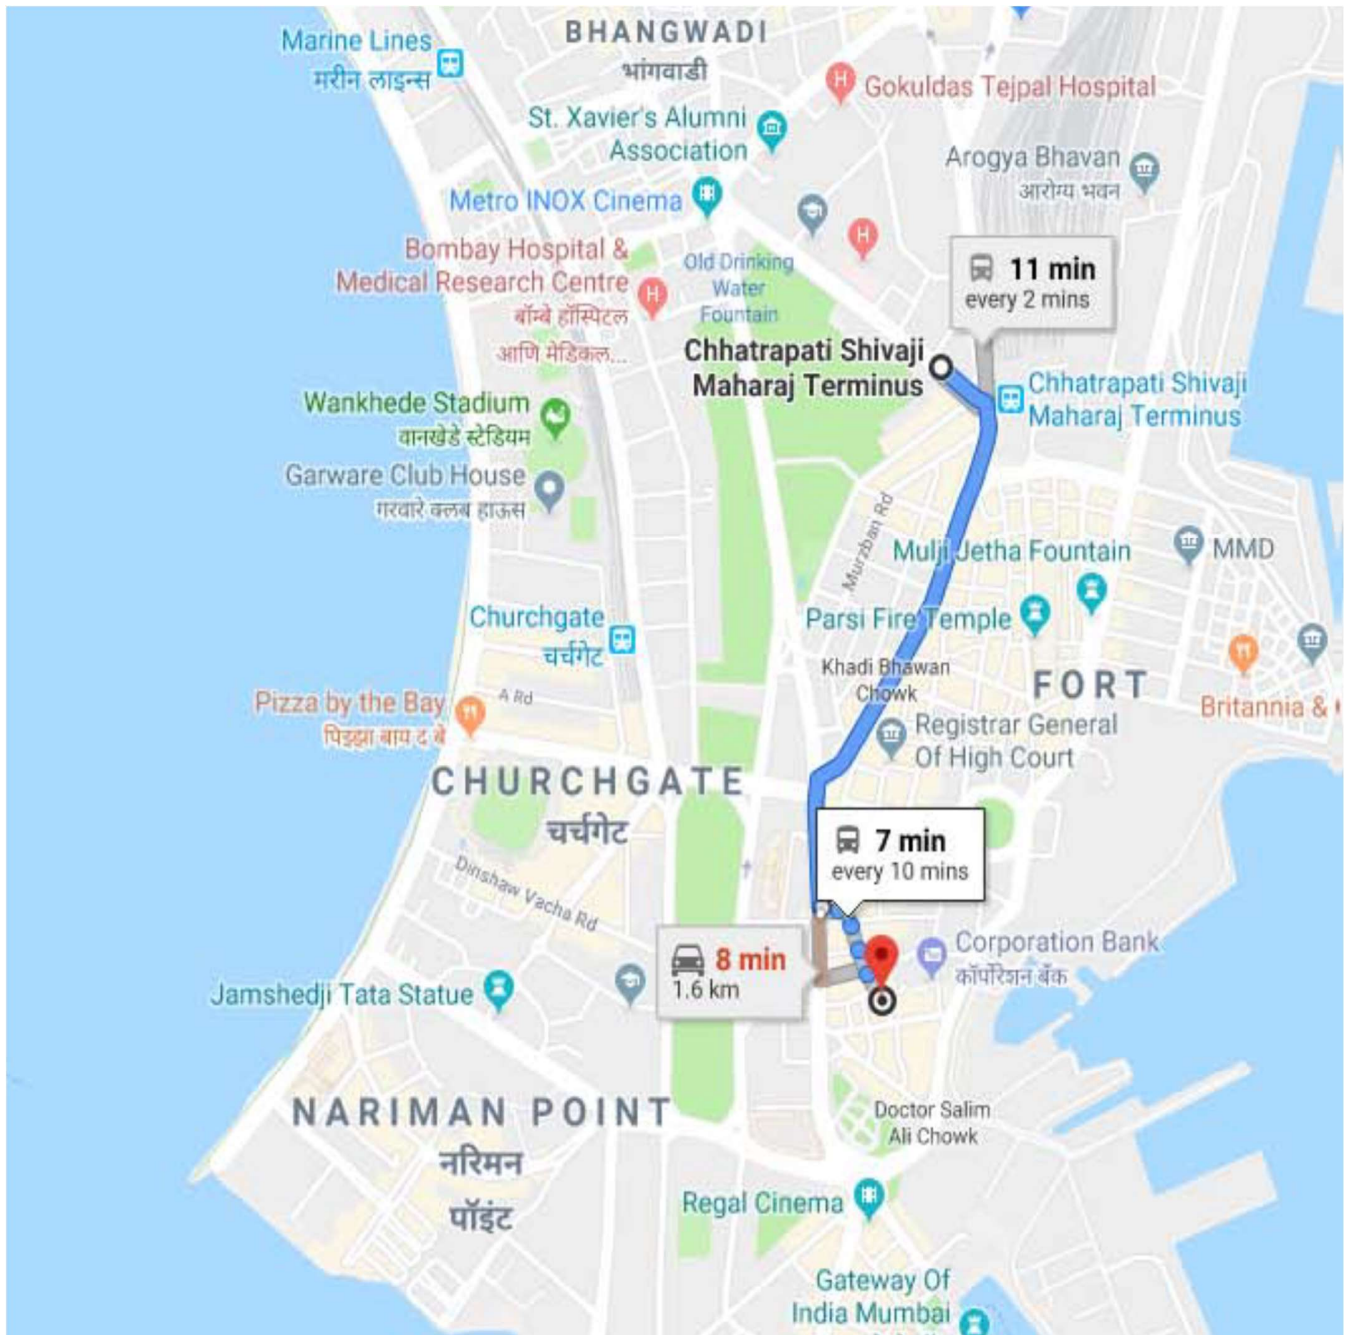 BHANGWADI
भांगवाडी
Marine Lines
मरीन लाइन्स
Gokuldas Tejpal Hospital
St. Xavier's Alumni
Association
Arogya Bhavan
आरोग्य भवन
Metro INOX Cinema
Bombay Hospital &
Medical Research Centre
बॉम्बे हॉस्पिटल
आणि मेडिकल...
Old Drinking
Water
Fountain
11 min
every 2 mins
Chhatrapati Shivaji
Maharaj Terminus
Chhatrapati Shivaji
Maharaj Terminus
Wankhede Stadium
वानखेडे स्टेडियम
Garware Club House
गरवारे क्लब हाऊस
Murzban Rd
Mulji Jetha Fountain
MMD
Churchgate
चर्चगेट
Parsi Fire Temple
Khadi Bhawan
Chowk
FORT
A Rd
Pizza by the Bay
पिझ्झा बाय द बे
Britannia &
Registrar General
Of High Court
CHURCHGATE
चर्चगेट
7 min
every 10 mins
Dinshaw Vacha Rd
8 min
1.6 km
Corporation Bank
कॉर्पोरेशन बँक
Jamshedji Tata Statue
NARIMAN POINT
नरिमन
पॉइंट
Doctor Salim
Ali Chowk
Regal Cinema
Gateway Of
India Mumbai